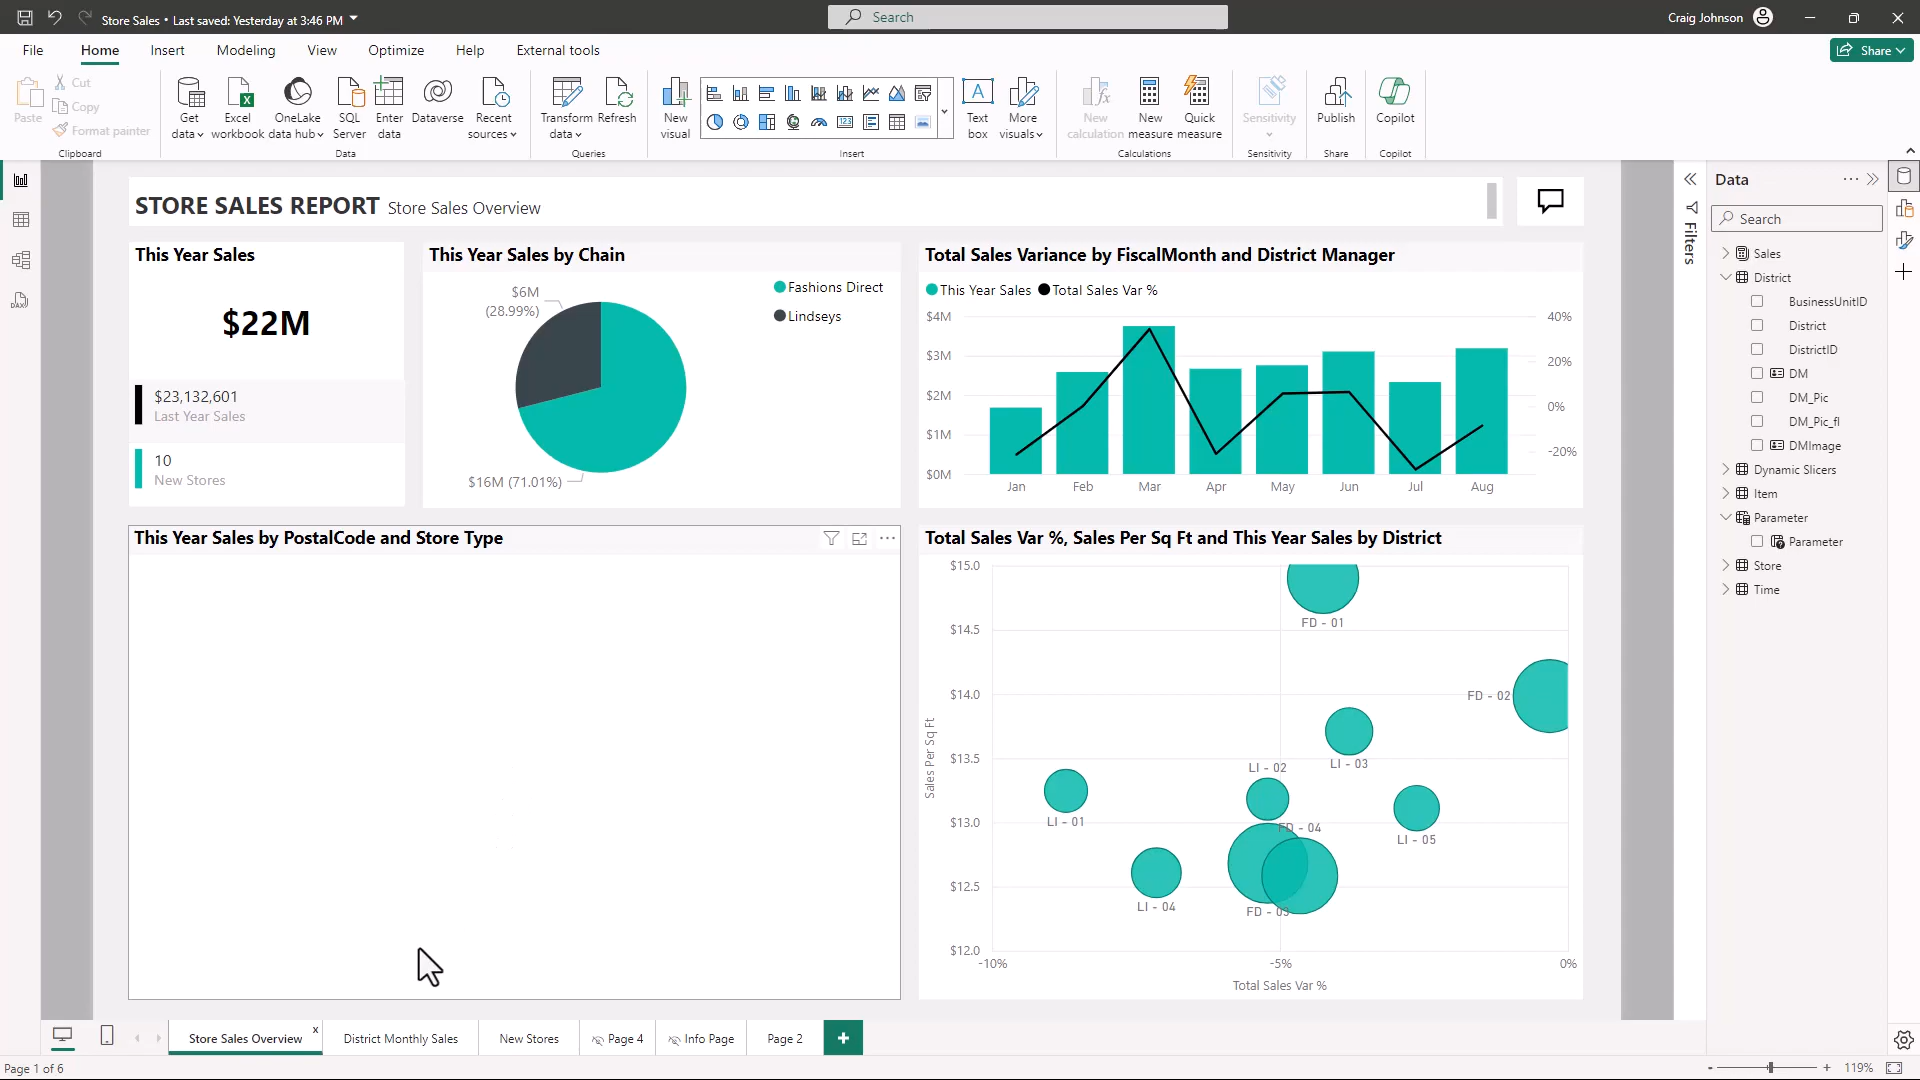 Store Sales • Last saved: Yesterday at 3:46 PM
Search
Craig Johnson
File
Home
Insert
Modeling
View
Optimize
Help
External tools
Share
Paste
Cut
Copy
Format painter
Clipboard
Get data
Excel workbook
OneLake data hub
SQL Server
Enter data
Dataverse
Recent sources
Data
Transform data
Refresh
Queries
New visual
Text box
More visuals
Insert
New calculation
New measure
Quick measure
Calculations
Sensitivity
Sensitivity
Publish
Share
Copilot
Copilot
STORE SALES REPORT Store Sales Overview
This Year Sales
$22M
$23,132,601
Last Year Sales
10
New Stores
This Year Sales by Chain
Fashions Direct
Lindseys
$6M
(28.99%)
$16M (71.01%)
Total Sales Variance by FiscalMonth and District Manager
This Year Sales
Total Sales Var %
$4M
$3M
$2M
$1M
$0M
40%
20%
0%
-20%
Jan
Feb
Mar
Apr
May
Jun
Jul
Aug
This Year Sales by PostalCode and Store Type
Total Sales Var %, Sales Per Sq Ft and This Year Sales by District
$15.0
$14.5
$14.0
$13.5
$13.0
$12.5
$12.0
Sales Per Sq Ft
FD - 01
FD - 02
LI - 03
LI - 02
LI - 01
FD - 04
LI - 05
LI - 04
FD - 03
-10%
-5%
0%
Total Sales Var %
Filters
Data
Search
Sales
District
BusinessUnitID
District
DistrictID
DM
DM_Pic
DM_Pic_fl
DMImage
Dynamic Slicers
Item
Parameter
Parameter
Store
Time
Store Sales Overview
x
District Monthly Sales
New Stores
Page 4
Info Page
Page 2
+
Page 1 of 6
- + 119%